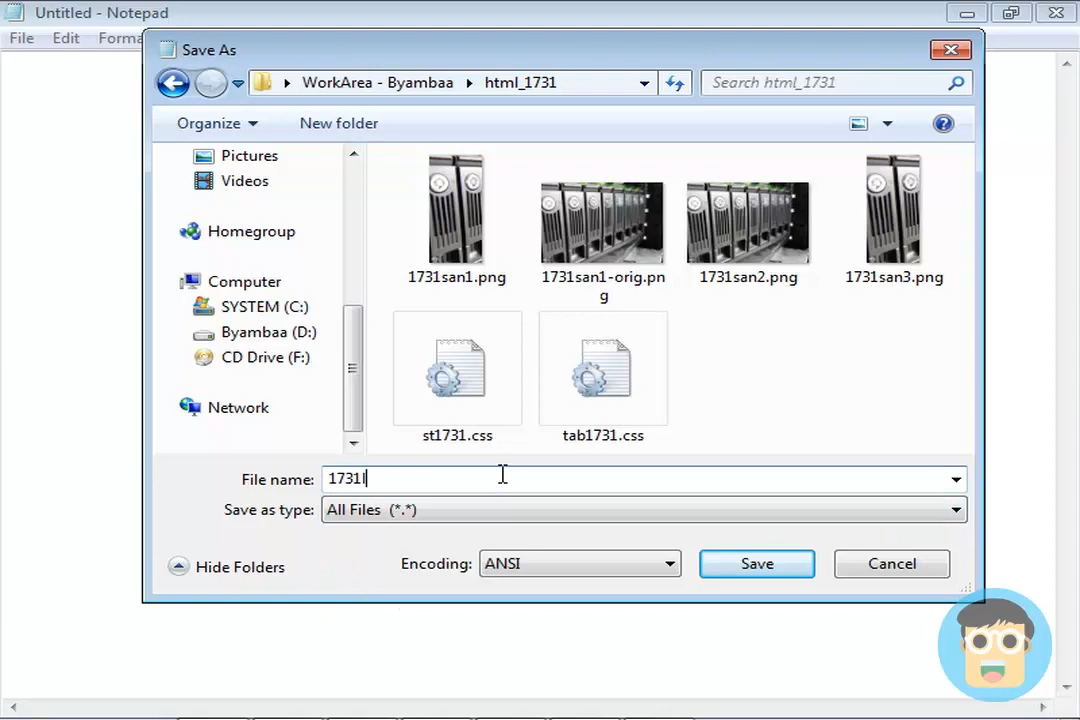 Untitled - Notepad
File Edit Forma
Save As
WorkArea - Byambaa html_1731 Search html_1731
Organize New folder
Pictures
Videos
Homegroup
Computer
SYSTEM (C:)
Byambaa (D:)
CD Drive (F:)
Network
1731san1.png 1731san1-orig.pn 1731san2.png 1731san3.png
g
st1731.css tab1731.css
File name: 1731l
Save as type: All Files (*.*)
Hide Folders Encoding: ANSI Save Cancel